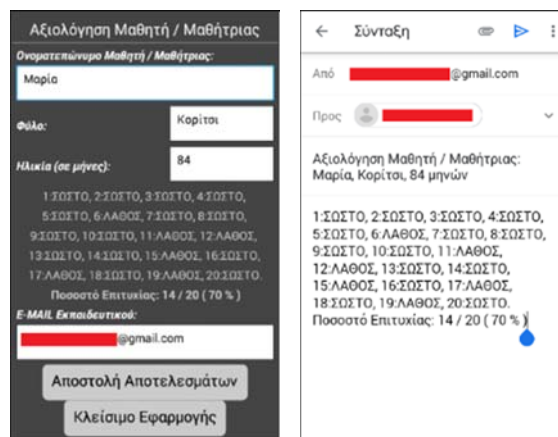 Αξιολόγηση Μαθητή / Μαθήτριας
Ονοματεπώνυμο Μαθητή / Μαθήτριας:
Μαρία
Φύλο:
Κορίτσι
Ηλικία (σε μήνες):
84
1:ΣΩΣΤΟ, 2:ΣΩΣΤΟ, 3:ΣΩΣΤΟ, 4:ΣΩΣΤΟ,
5:ΣΩΣΤΟ, 6:ΛΑΘΟΣ, 7:ΣΩΣΤΟ, 8:ΣΩΣΤΟ,
9:ΣΩΣΤΟ, 10:ΣΩΣΤΟ, 11:ΛΑΘΟΣ, 12:ΛΑΘΟΣ,
13:ΣΩΣΤΟ, 14:ΣΩΣΤΟ, 15:ΛΑΘΟΣ, 16:ΣΩΣΤΟ,
17:ΛΑΘΟΣ, 18:ΣΩΣΤΟ, 19:ΛΑΘΟΣ, 20:ΣΩΣΤΟ.
Ποσοστό Επιτυχίας: 14 / 20 ( 70 % )
E-MAIL Εκπαιδευτικού:
@gmail.com
Αποστολή Αποτελεσμάτων
Κλείσιμο Εφαρμογής
Σύνταξη
Από @gmail.com
Προς
Αξιολόγηση Μαθητή / Μαθήτριας:
Μαρία, Κορίτσι, 84 μηνών
1:ΣΩΣΤΟ, 2:ΣΩΣΤΟ, 3:ΣΩΣΤΟ, 4:ΣΩΣΤΟ,
5:ΣΩΣΤΟ, 6:ΛΑΘΟΣ, 7:ΣΩΣΤΟ, 8:ΣΩΣΤΟ,
9:ΣΩΣΤΟ, 10:ΣΩΣΤΟ, 11:ΛΑΘΟΣ,
12:ΛΑΘΟΣ, 13:ΣΩΣΤΟ, 14:ΣΩΣΤΟ,
15:ΛΑΘΟΣ, 16:ΣΩΣΤΟ, 17:ΛΑΘΟΣ,
18:ΣΩΣΤΟ, 19:ΛΑΘΟΣ, 20:ΣΩΣΤΟ.
Ποσοστό Επιτυχίας: 14 / 20 ( 70 % )